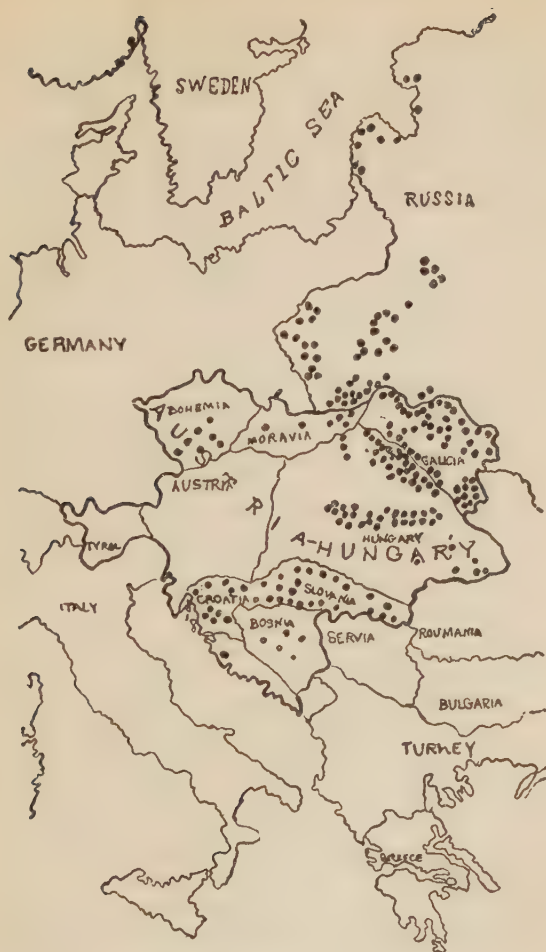 SWEDEN
BALTIC SEA
RUSSIA
GERMANY
BOHEMIA
MORAVIA
GALICIA
AUSTRIA
AUSTRIA-HUNGARY
HUNGARY
TYROL
CROATIA
SLOVANIA
ITALY
BOSNIA
SERVIA
ROUMANIA
BULGARIA
TURKEY
GREECE